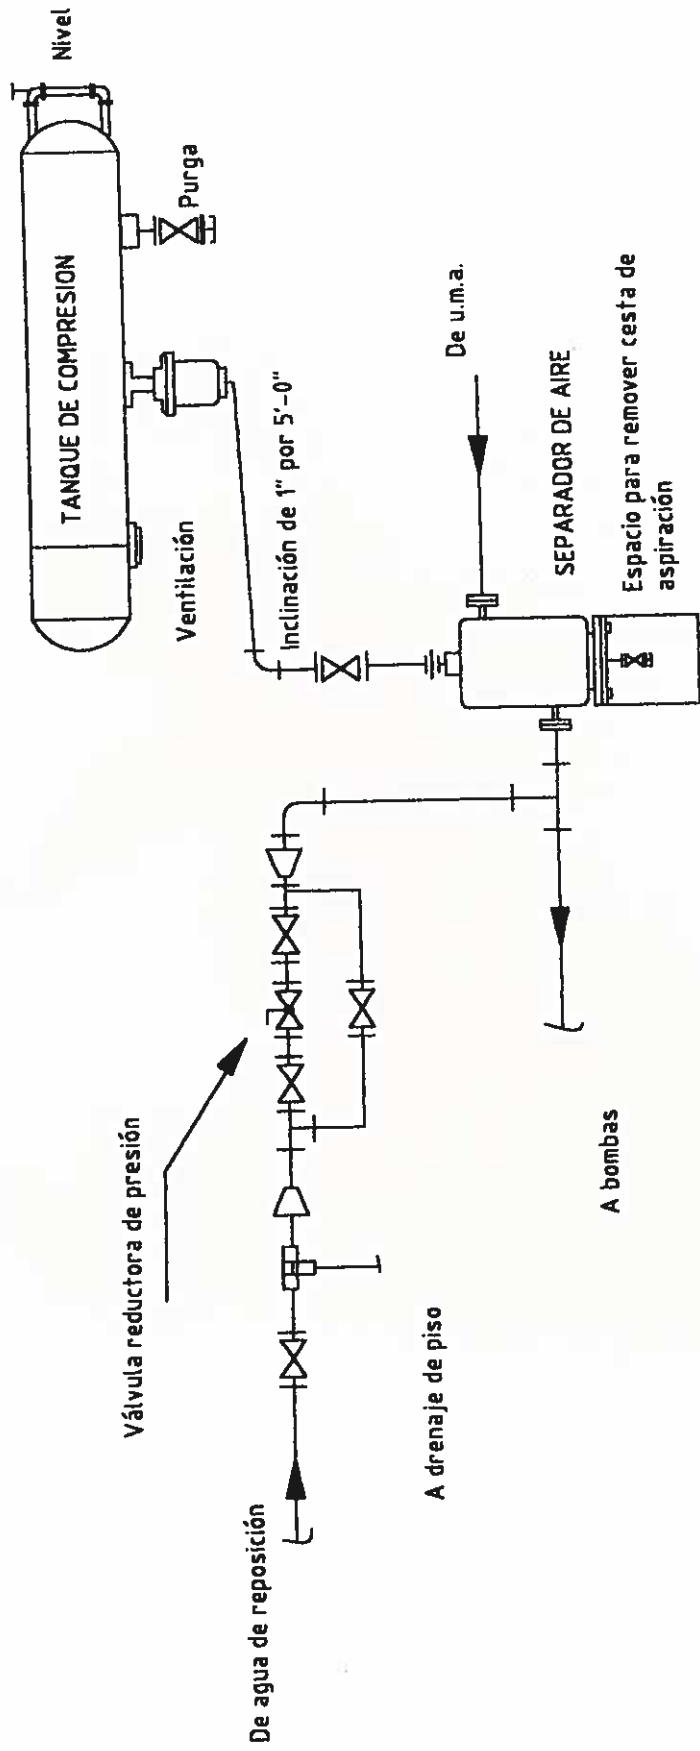 Nivel
Purga
TANQUE DE COMPRESION
Ventilación
Inclinación de 1" por 5'-0"
De u.m.a.
SEPARADOR DE AIRE
Espacio para remover cesta de
aspiración
Válvula reductora de presión
A bombas
A drenaje de piso
De agua de reposición